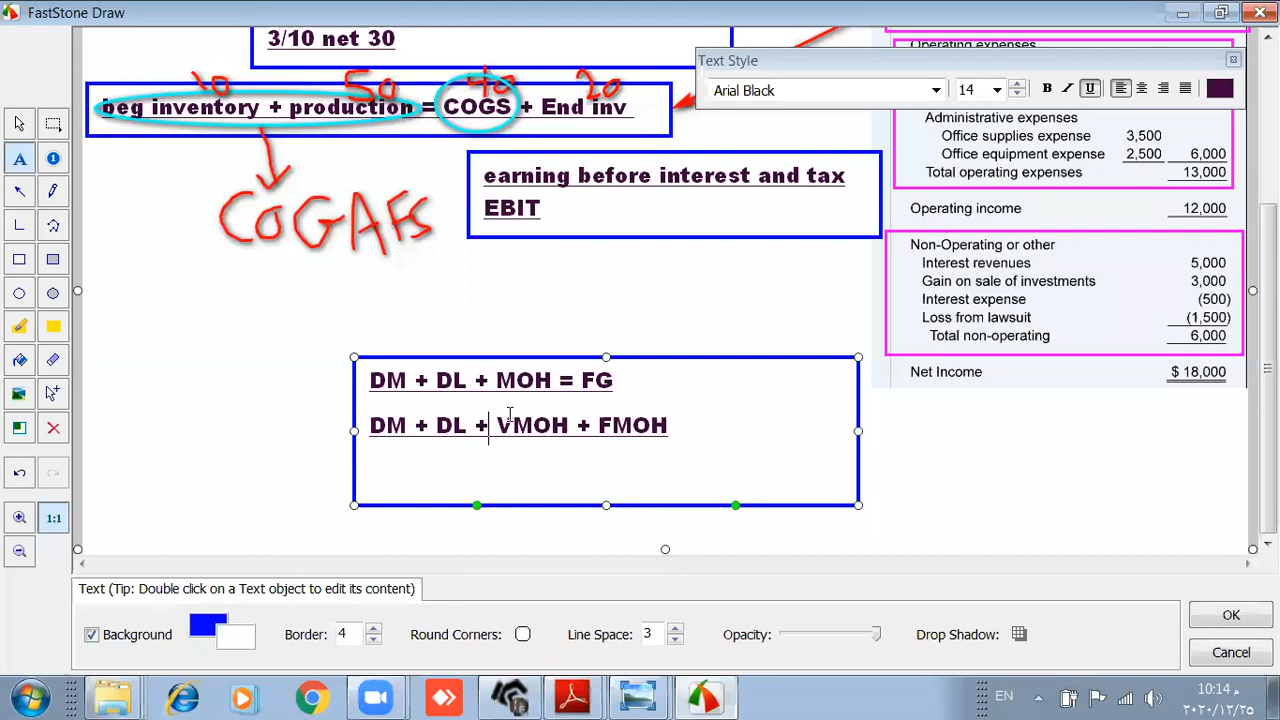 FastStone Draw
3/10 net 30
10 50 40 20
beg inventory + production = COGS + End inv
COGAFS
earning before interest and tax
EBIT
DM + DL + MOH = FG
DM + DL + VMOH + FMOH
Operating expenses
Text Style
Arial Black 14 B I U
Administrative expenses
Office supplies expense 3,500
Office equipment expense 2,500 6,000
Total operating expenses 13,000
Operating income 12,000
Non-Operating or other
Interest revenues 5,000
Gain on sale of investments 3,000
Interest expense (500)
Loss from lawsuit (1,500)
Total non-operating 6,000
Net Income $ 18,000
A 1
1:1
Text (Tip: Double click on a Text object to edit its content)
Background Border: 4 Round Corners: Line Space: 3 Opacity: Drop Shadow:
OK
Cancel
EN
10:14 م
٢٠٢٠/١٢/٢٥